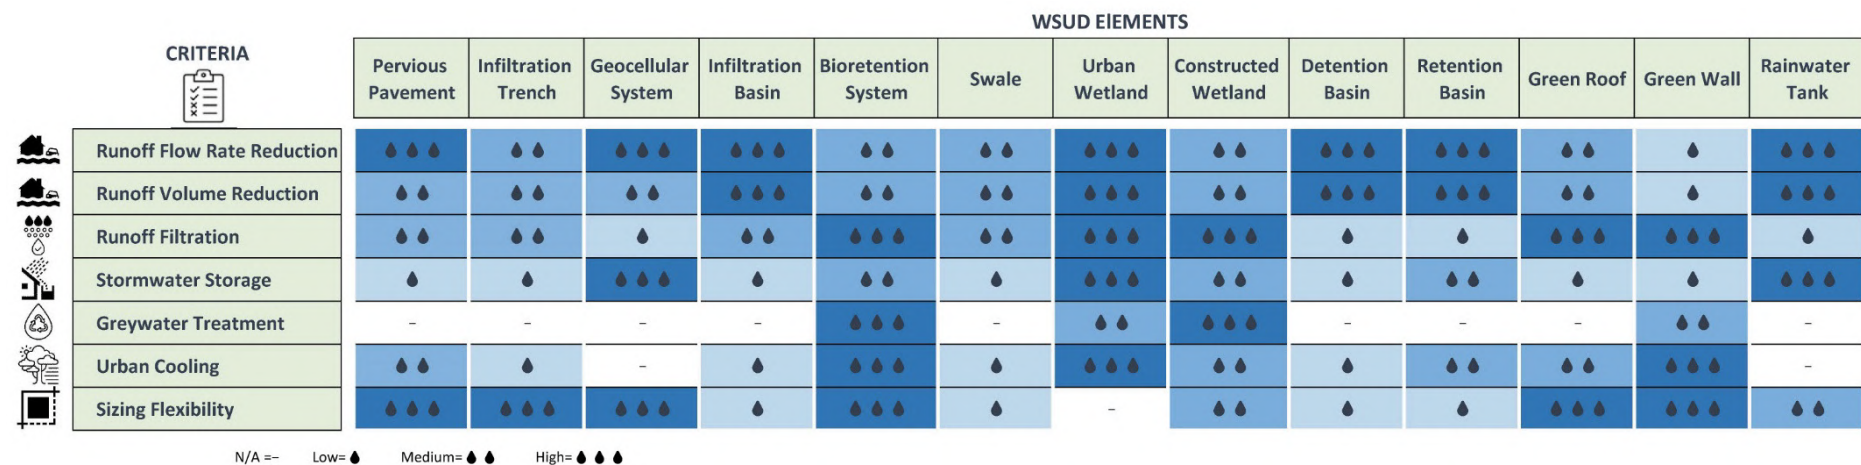 WSUD ElEMENTS
CRITERIA
Pervious
Pavement
Infiltration
Trench
Geocellular
System
Infiltration
Basin
Bioretention
System
Swale
Urban
Wetland
Constructed
Wetland
Detention
Basin
Retention
Basin
Green Roof
Green Wall
Rainwater
Tank
Runoff Flow Rate Reduction
Runoff Volume Reduction
Runoff Filtration
Stormwater Storage
Greywater Treatment
– – – – – – – – –
Urban Cooling
– –
Sizing Flexibility
–
N/A =– Low= Medium= High=